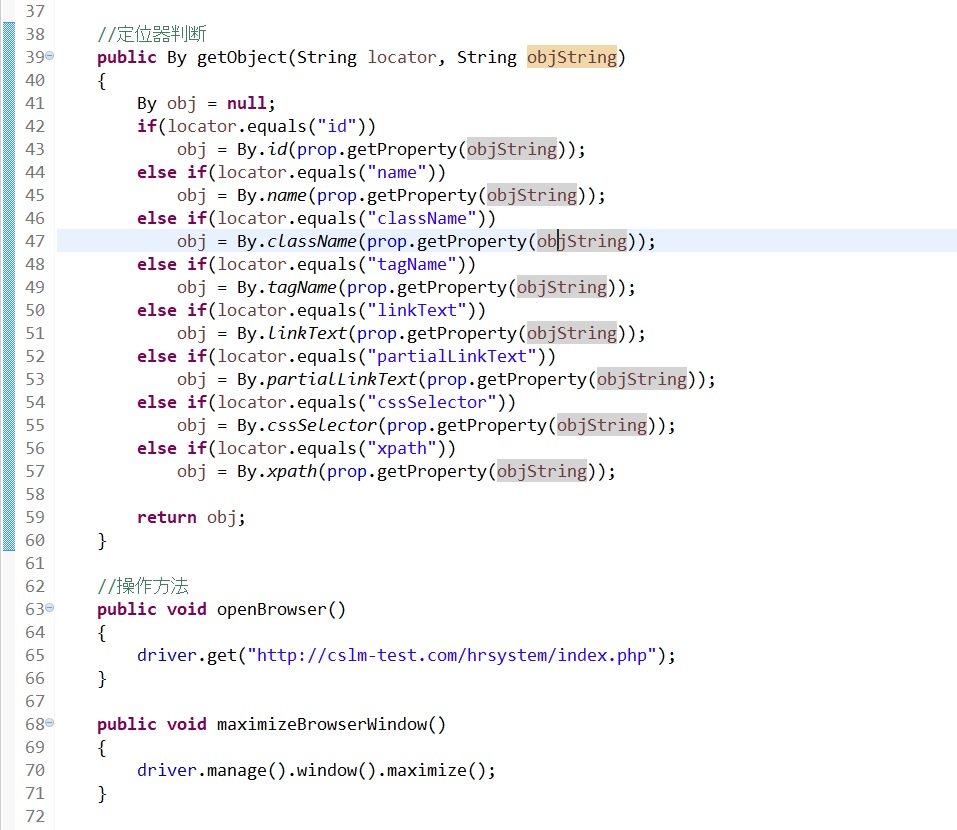 37
38 //定位器判断
39 public By getObject(String locator, String objString)
40 {
41 By obj = null;
42 if(locator.equals("id"))
43 obj = By.id(prop.getProperty(objString));
44 else if(locator.equals("name"))
45 obj = By.name(prop.getProperty(objString));
46 else if(locator.equals("className"))
47 obj = By.className(prop.getProperty(objString));
48 else if(locator.equals("tagName"))
49 obj = By.tagName(prop.getProperty(objString));
50 else if(locator.equals("linkText"))
51 obj = By.linkText(prop.getProperty(objString));
52 else if(locator.equals("partialLinkText"))
53 obj = By.partialLinkText(prop.getProperty(objString));
54 else if(locator.equals("cssSelector"))
55 obj = By.cssSelector(prop.getProperty(objString));
56 else if(locator.equals("xpath"))
57 obj = By.xpath(prop.getProperty(objString));
58
59 return obj;
60 }
61
62 //操作方法
63 public void openBrowser()
64 {
65 driver.get("http://cslm-test.com/hrsystem/index.php");
66 }
67
68 public void maximizeBrowserWindow()
69 {
70 driver.manage().window().maximize();
71 }
72